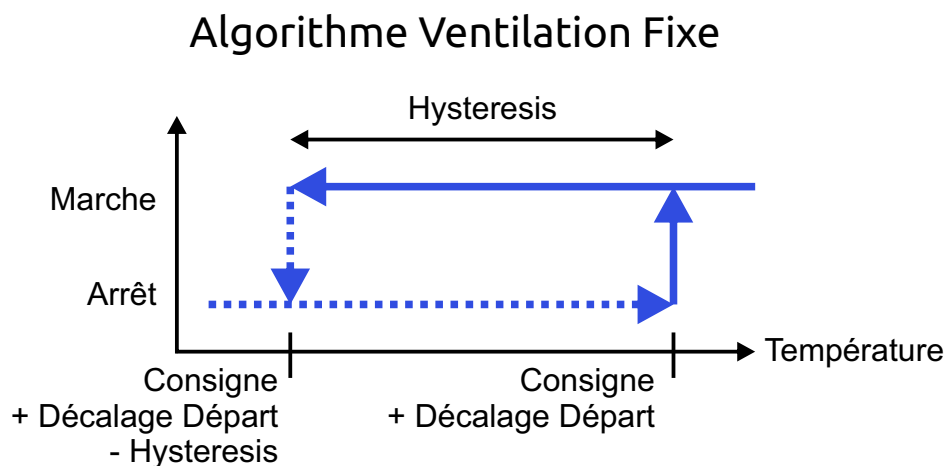 Algorithme Ventilation Fixe
Hysteresis
Marche
Arrêt
Température
Consigne
+ Décalage Départ
- Hysteresis
Consigne
+ Décalage Départ